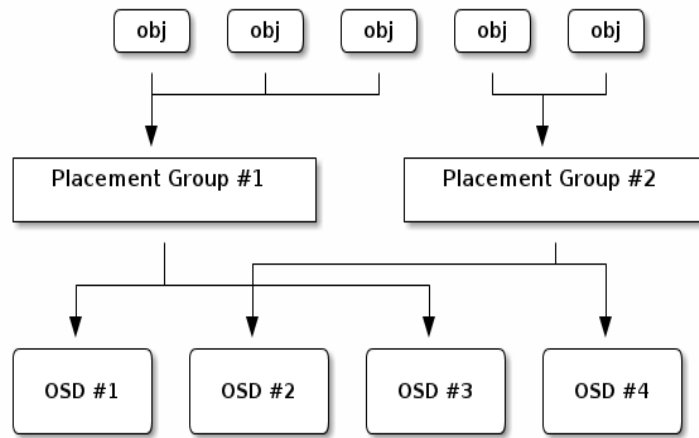 obj
obj
obj
obj
obj
Placement Group #1
Placement Group #2
OSD #1
OSD #2
OSD #3
OSD #4